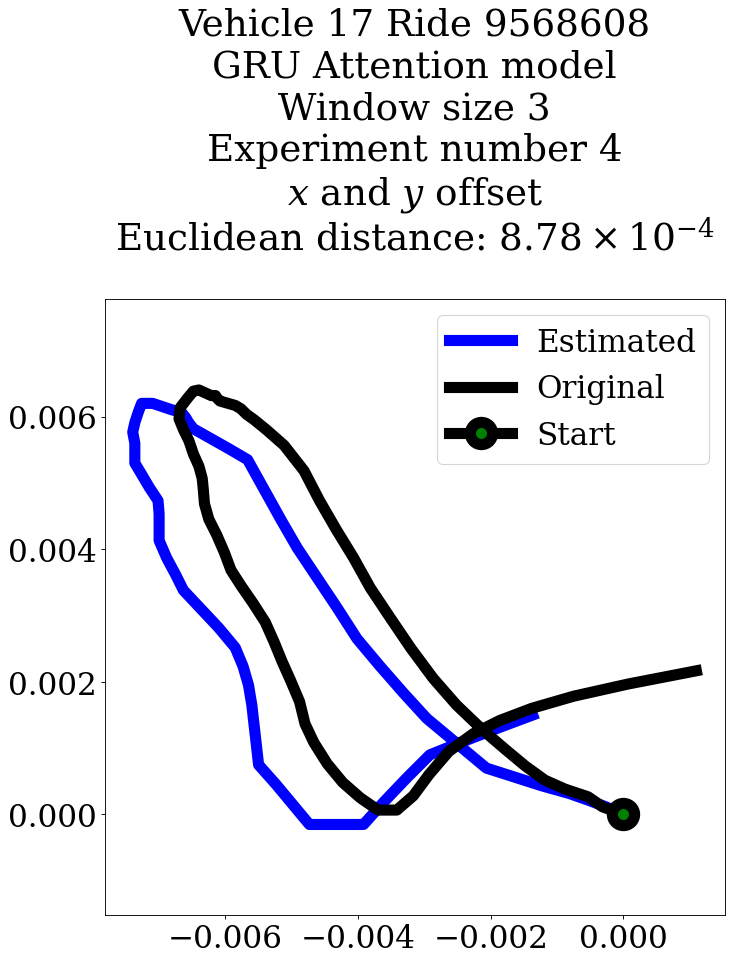 Vehicle 17 Ride 9568608
GRU Attention model
Window size 3
Experiment number 4
x and y offset
Euclidean distance: 8.78 × 10⁻⁴
Estimated
Original
Start
0.006
0.004
0.002
0.000
−0.006
−0.004
−0.002
0.000